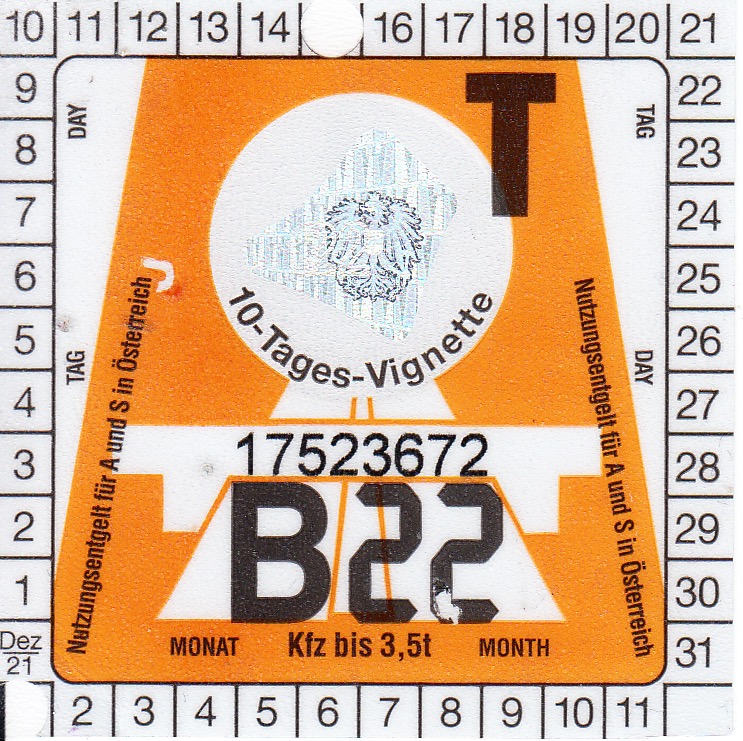 10 11 12 13 14 16 17 18 19 20 21
9 22
8 23
7 24
6 25
5 26
4 27
3 28
2 29
1 30
Dez
21
31
2 3 4 5 6 7 8 9 10 11
DAY
TAG
T
TAG
DAY
10-Tages-Vignette
Nutzungsentgelt für A und S in Österreich
Nutzungsentgelt für A und S in Österreich
17523672
B22
MONAT Kfz bis 3,5t MONTH